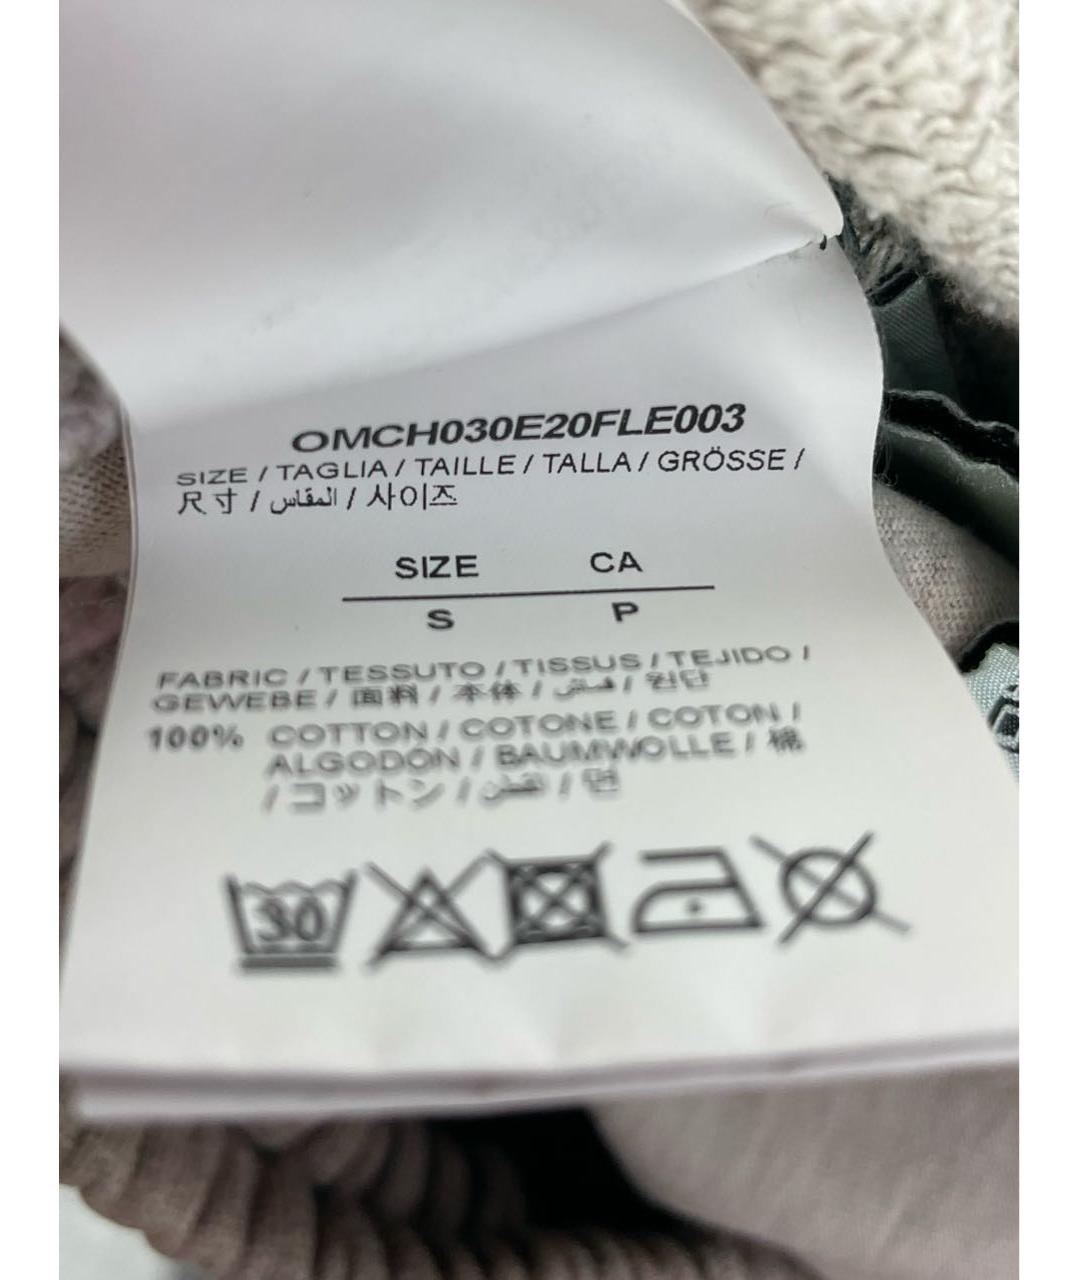 OMCH030E20FLE003
SIZE / TAGLIA / TAILLE / TALLA / GRÖSSE /
尺寸 / المقاس / 사이즈
SIZE CA
S P
FABRIC / TESSUTO / TISSUS / TEJIDO /
GEWEBE / 面料 / 本体 / قماش / 원단
100% COTTON / COTONE / COTON /
ALGODÓN / BAUMWOLLE / 棉
/ コットン / قطن / 면
30